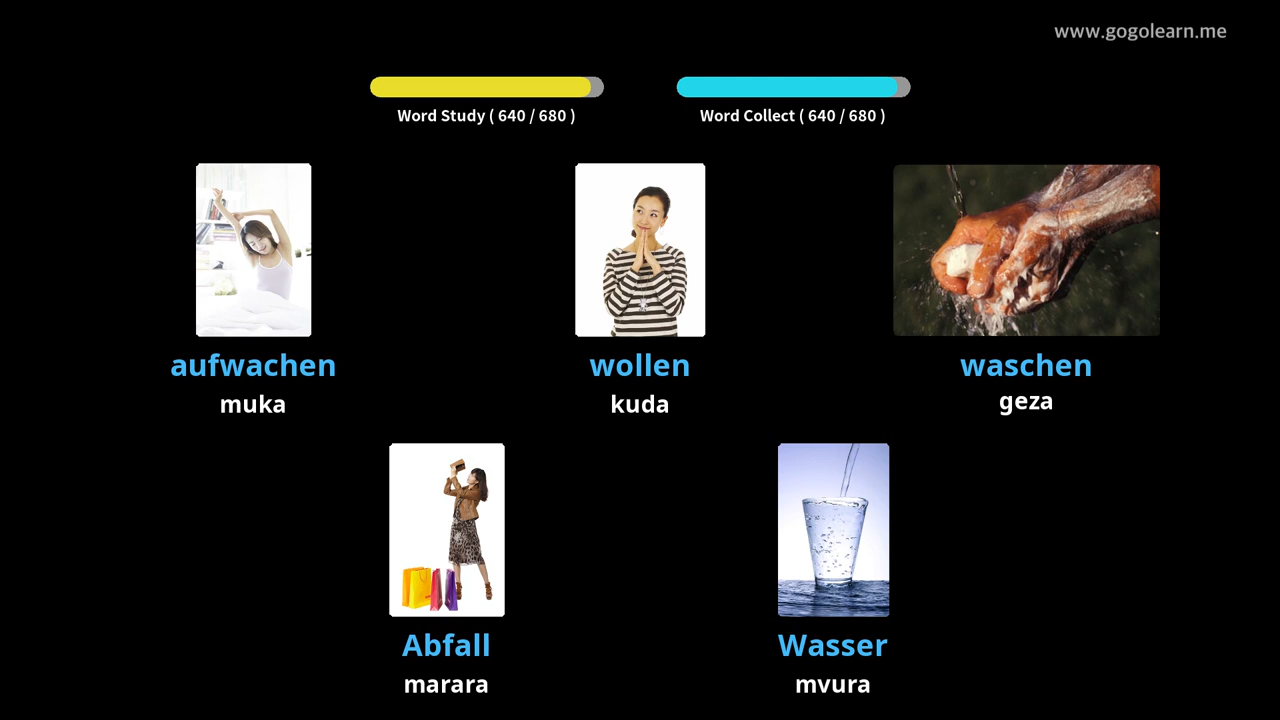 www.gogolearn.me
Word Study ( 640 / 680 )
Word Collect ( 640 / 680 )
aufwachen
muka
wollen
kuda
waschen
geza
Abfall
marara
Wasser
mvura